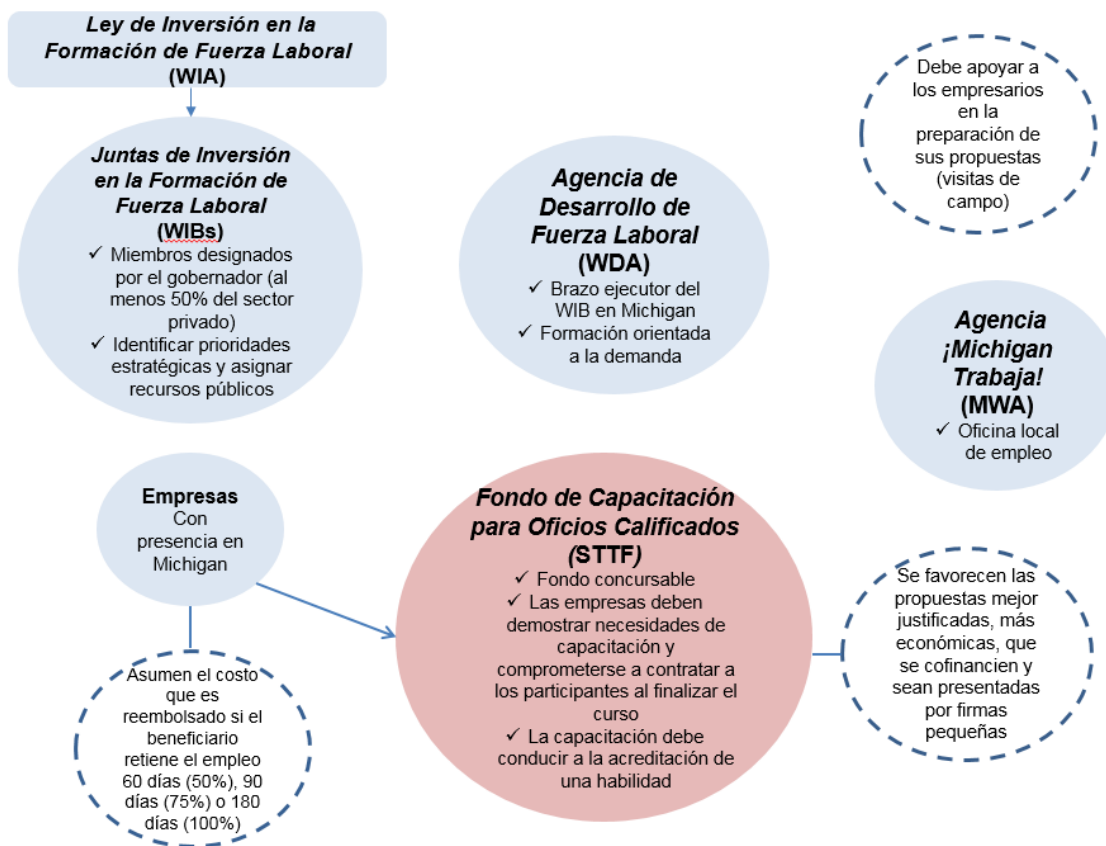 Ley de Inversión en la
Formación de Fuerza Laboral
(WIA)
Juntas de Inversión
en la Formación de
Fuerza Laboral
(WIBs)
✓ Miembros designados
por el gobernador (al
menos 50% del sector
privado)
✓ Identificar prioridades
estratégicas y asignar
recursos públicos
Agencia de
Desarrollo de
Fuerza Laboral
(WDA)
✓ Brazo ejecutor del
WIB en Michigan
✓ Formación orientada
a la demanda
Debe apoyar a
los empresarios
en la
preparación de
sus propuestas
(visitas de
campo)
Agencia
¡Michigan
Trabaja!
(MWA)
✓ Oficina local
de empleo
Empresas
Con
presencia en
Michigan
Asumen el costo
que es
reembolsado si el
beneficiario
retiene el empleo
60 días (50%), 90
días (75%) o 180
días (100%)
Fondo de Capacitación
para Oficios Calificados
(STTF)
✓ Fondo concursable
✓ Las empresas deben
demostrar necesidades de
capacitación y
comprometerse a contratar a
los participantes al finalizar el
curso
✓ La capacitación debe
conducir a la acreditación de
una habilidad
Se favorecen las
propuestas mejor
justificadas, más
económicas, que
se cofinancien y
sean presentadas
por firmas
pequeñas